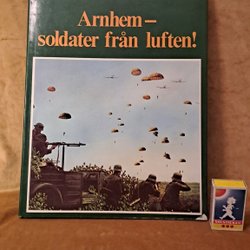 Arnhem –
soldater från luften!